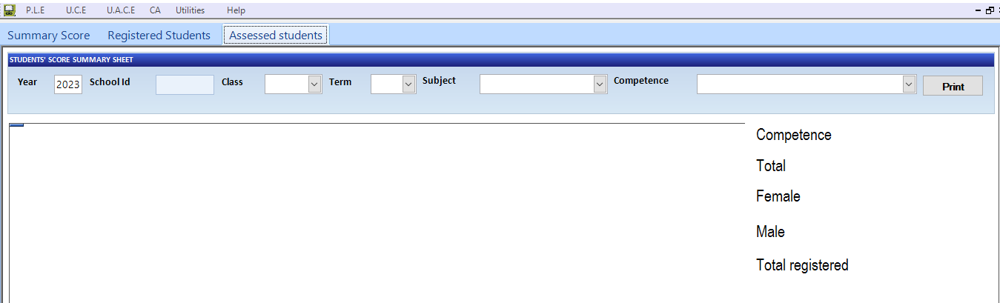 P.L.E U.C.E U.A.C.E CA Utilities Help
Summary Score Registered Students Assessed students
STUDENTS' SCORE SUMMARY SHEET
Year 2023 School Id Class Term Subject Competence Print
Competence
Total
Female
Male
Total registered